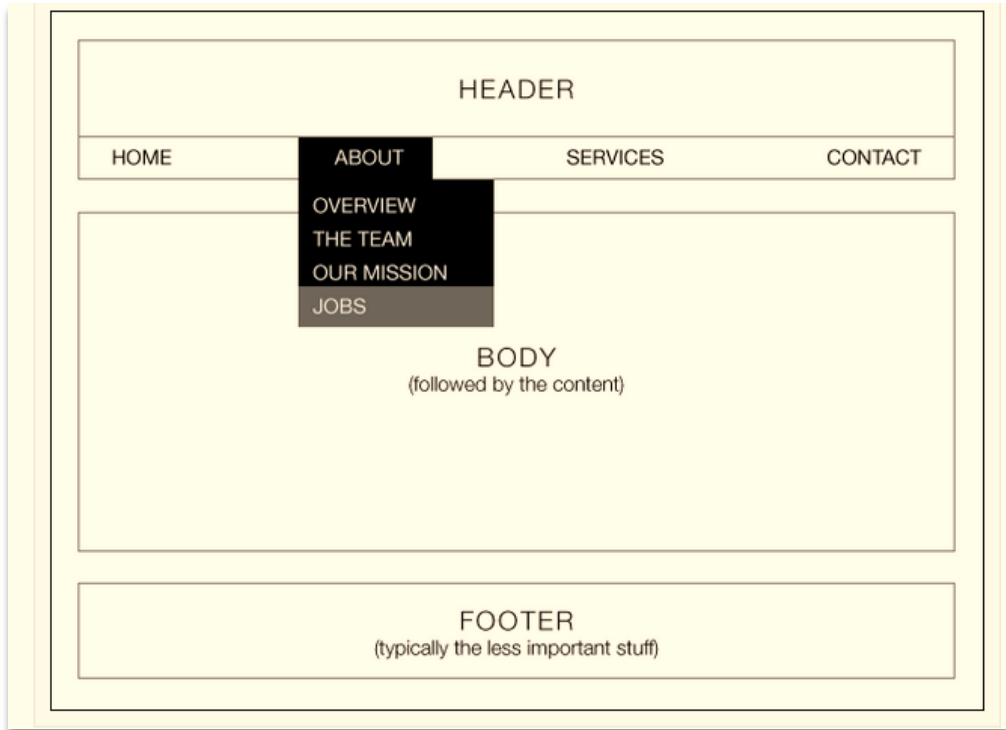 HEADER
HOME ABOUT SERVICES CONTACT
OVERVIEW
THE TEAM
OUR MISSION
JOBS
BODY
(followed by the content)
FOOTER
(typically the less important stuff)